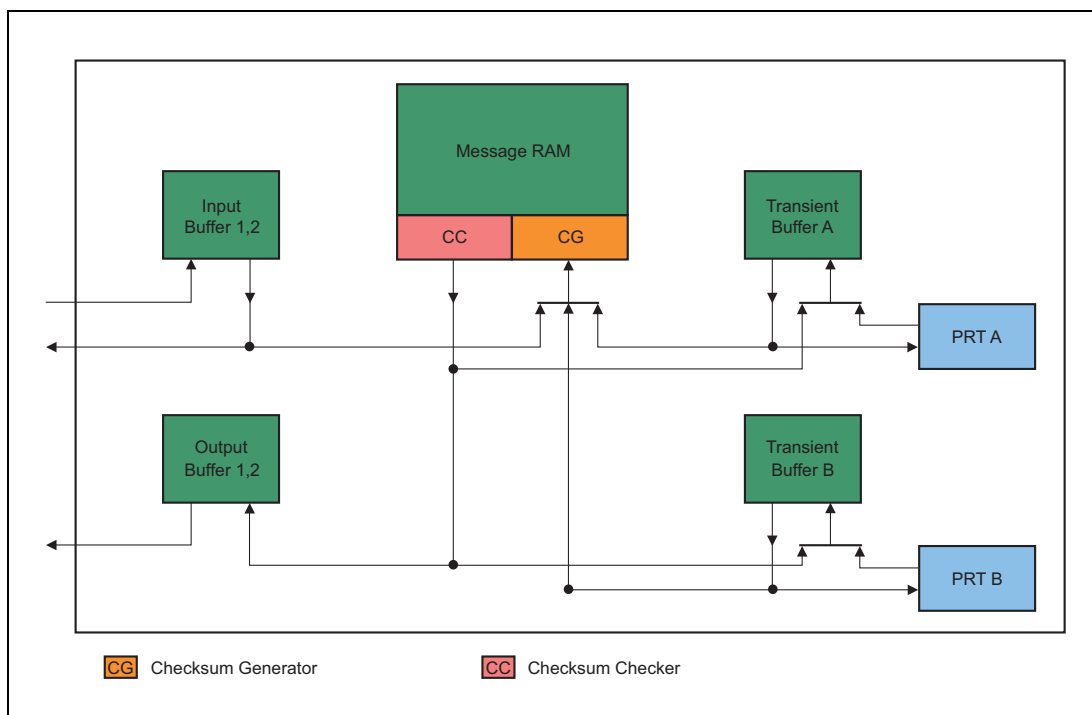 Message RAM
Input
Buffer 1,2
Transient
Buffer A
CC
CG
PRT A
Output
Buffer 1,2
Transient
Buffer B
PRT B
CG Checksum Generator
CC Checksum Checker